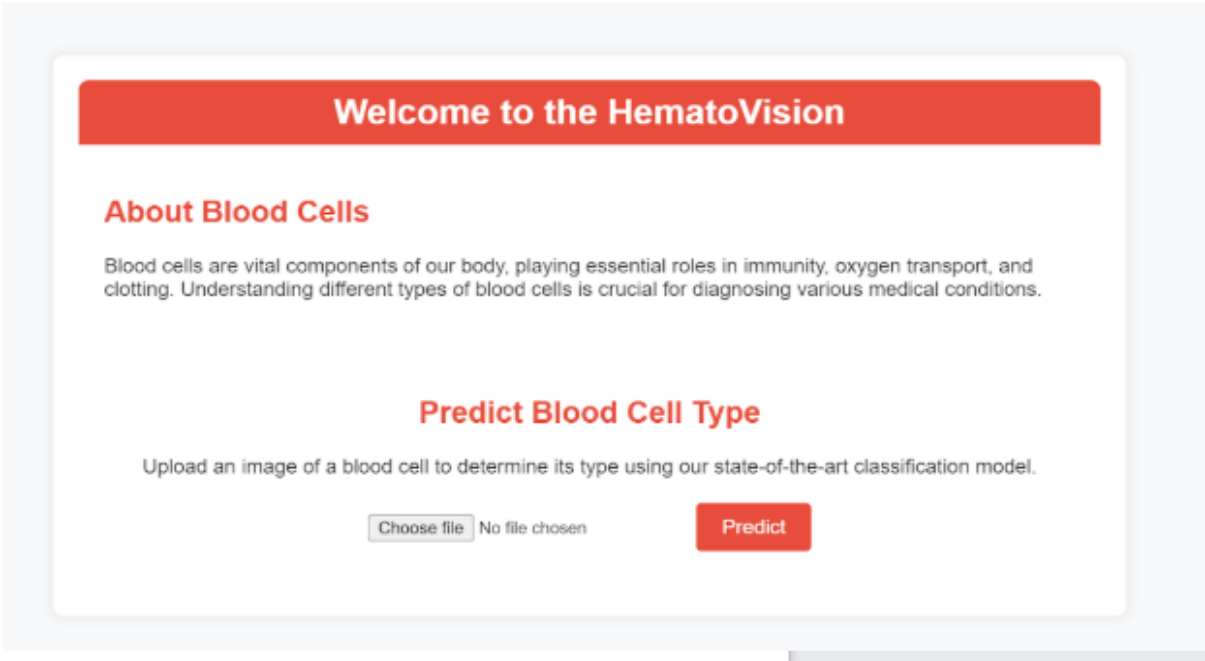 Welcome to the HematoVision
About Blood Cells
Blood cells are vital components of our body, playing essential roles in immunity, oxygen transport, and
clotting. Understanding different types of blood cells is crucial for diagnosing various medical conditions.
Predict Blood Cell Type
Upload an image of a blood cell to determine its type using our state-of-the-art classification model.
Choose file No file chosen Predict